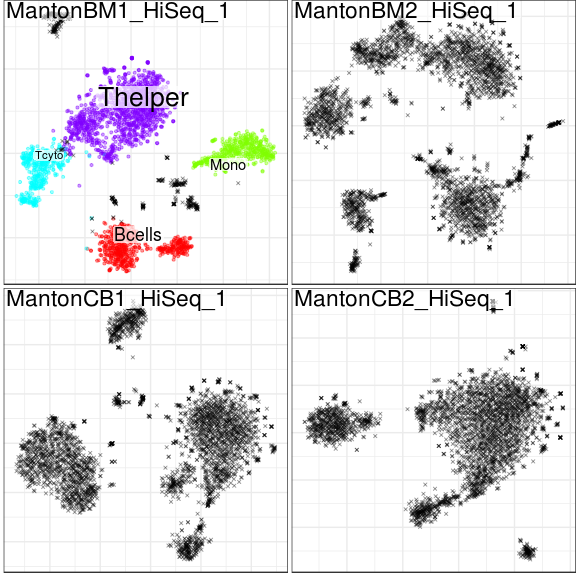 MantonBM1_HiSeq_1
MantonBM2_HiSeq_1
Thelper
Tcyto
Mono
Bcells
MantonCB1_HiSeq_1
MantonCB2_HiSeq_1